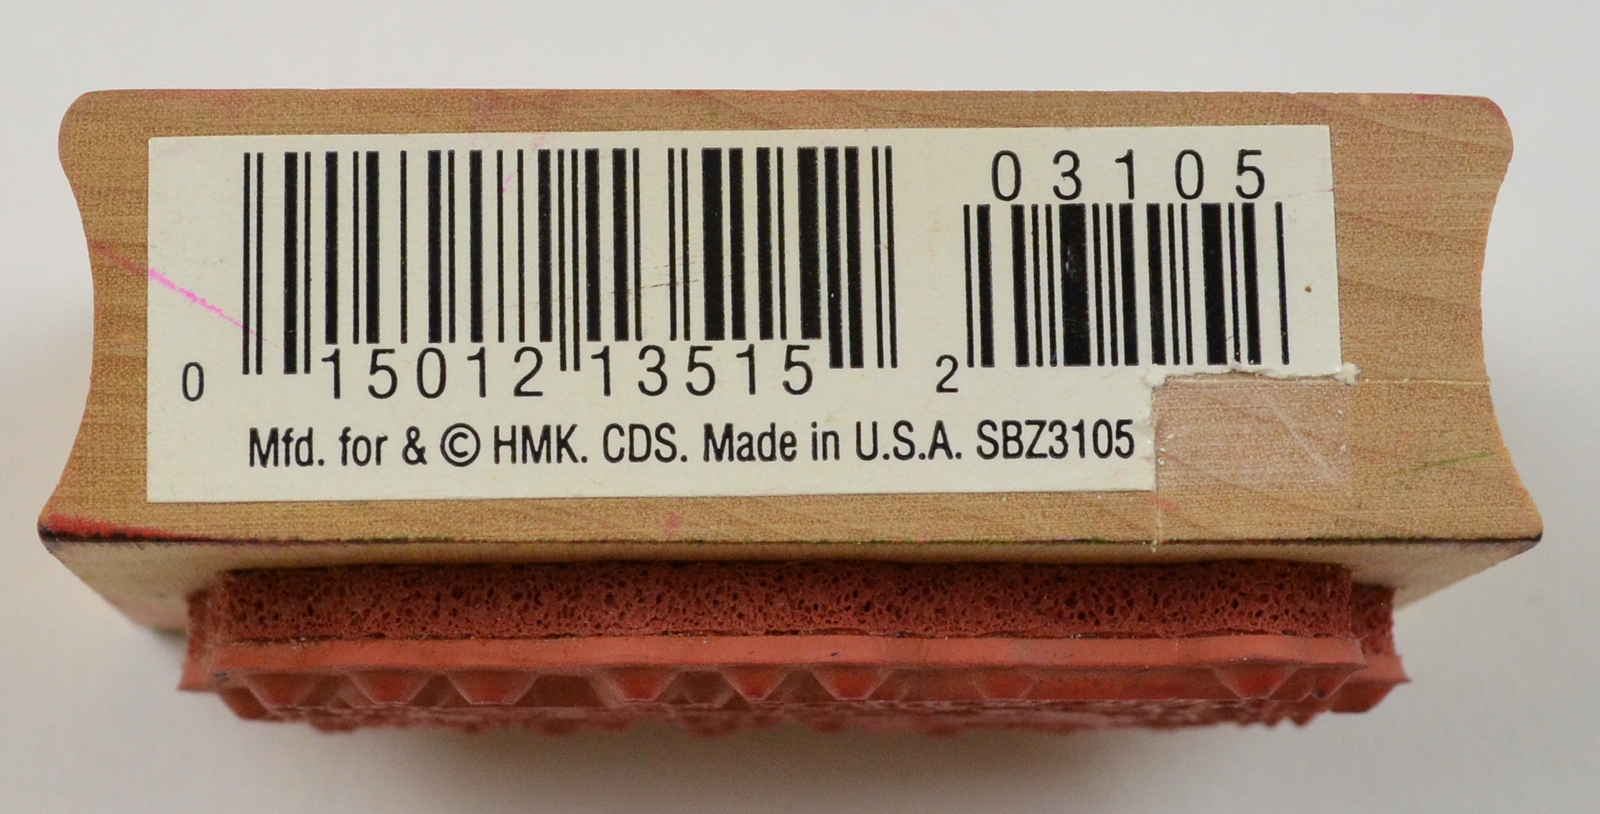 03105
0 15012 13515 2
Mfd. for & © HMK. CDS. Made in U.S.A. SBZ3105